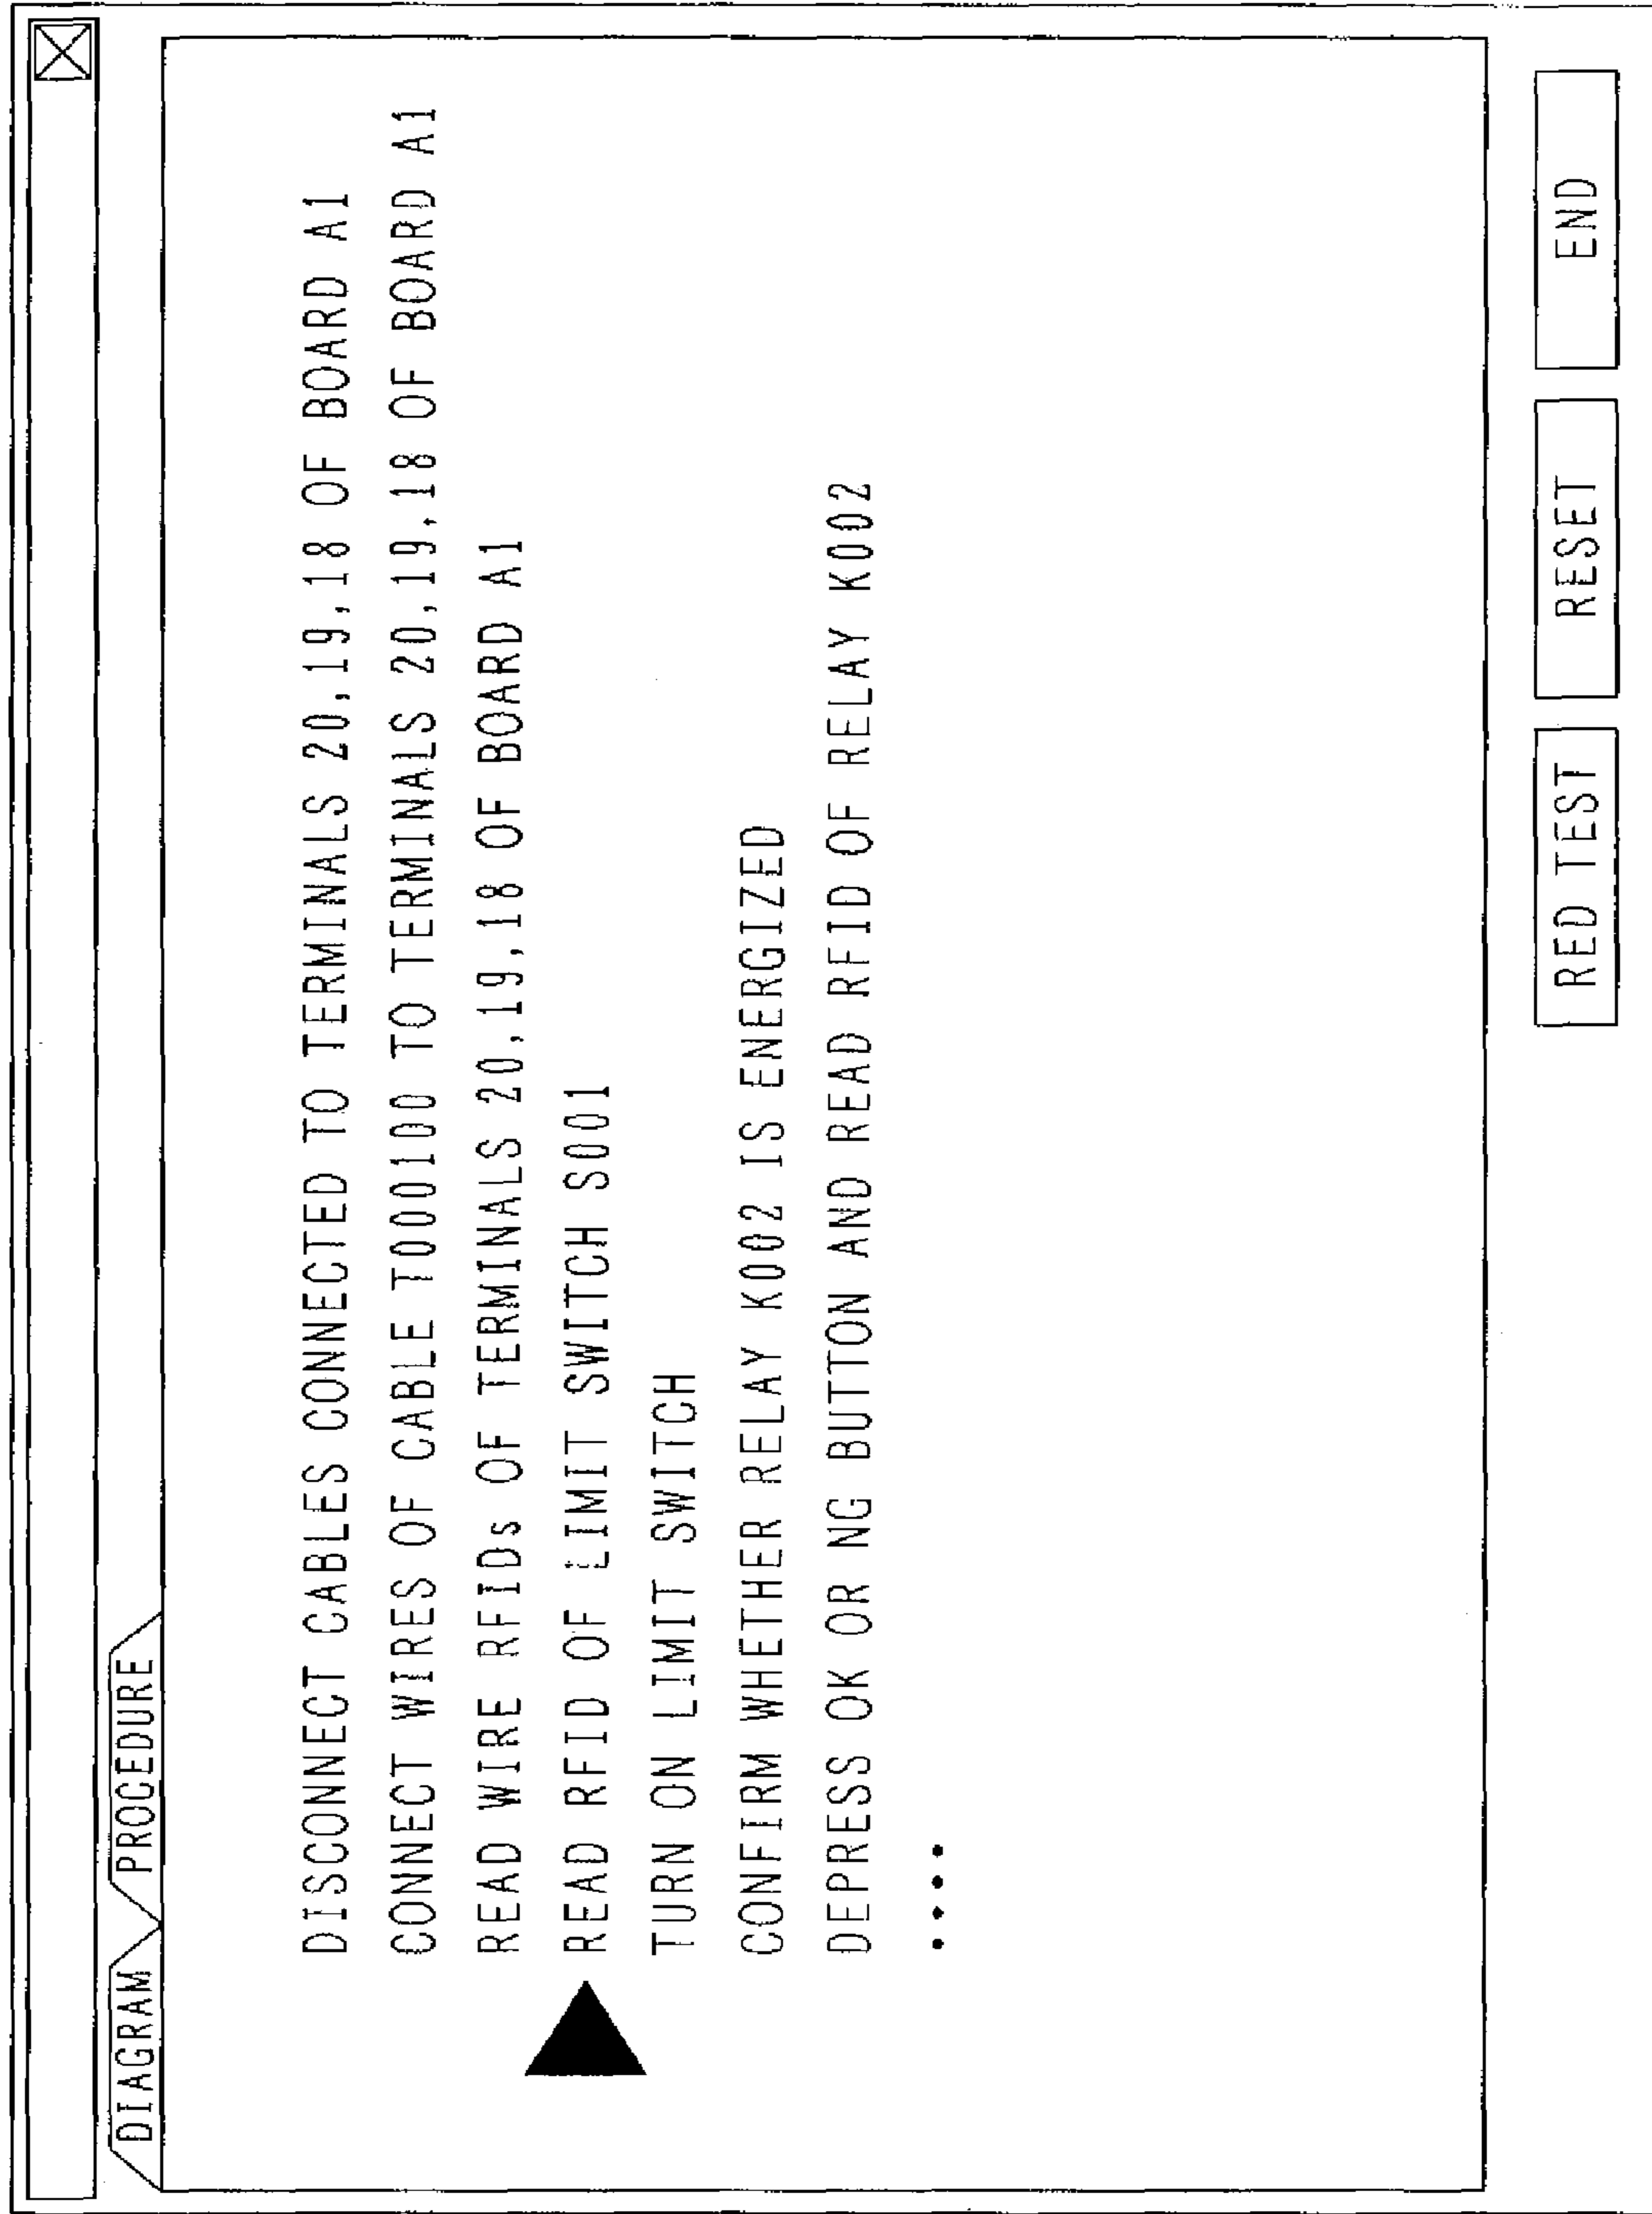 DIAGRAM PROCEDURE
DISCONNECT CABLES CONNECTED TO TERMINALS 20,19,18 OF BOARD A1
CONNECT WIRES OF CABLE T000100 TO TERMINALS 20,19,18 OF BOARD A1
READ WIRE RFIDs OF TERMINALS 20,19,18 OF BOARD A1
READ RFID OF LIMIT SWITCH S001
TURN ON LIMIT SWITCH
CONFIRM WHETHER RELAY K002 IS ENERGIZED
DEPRESS OK OR NG BUTTON AND READ RFID OF RELAY K002
••••
RED TEST RESET END